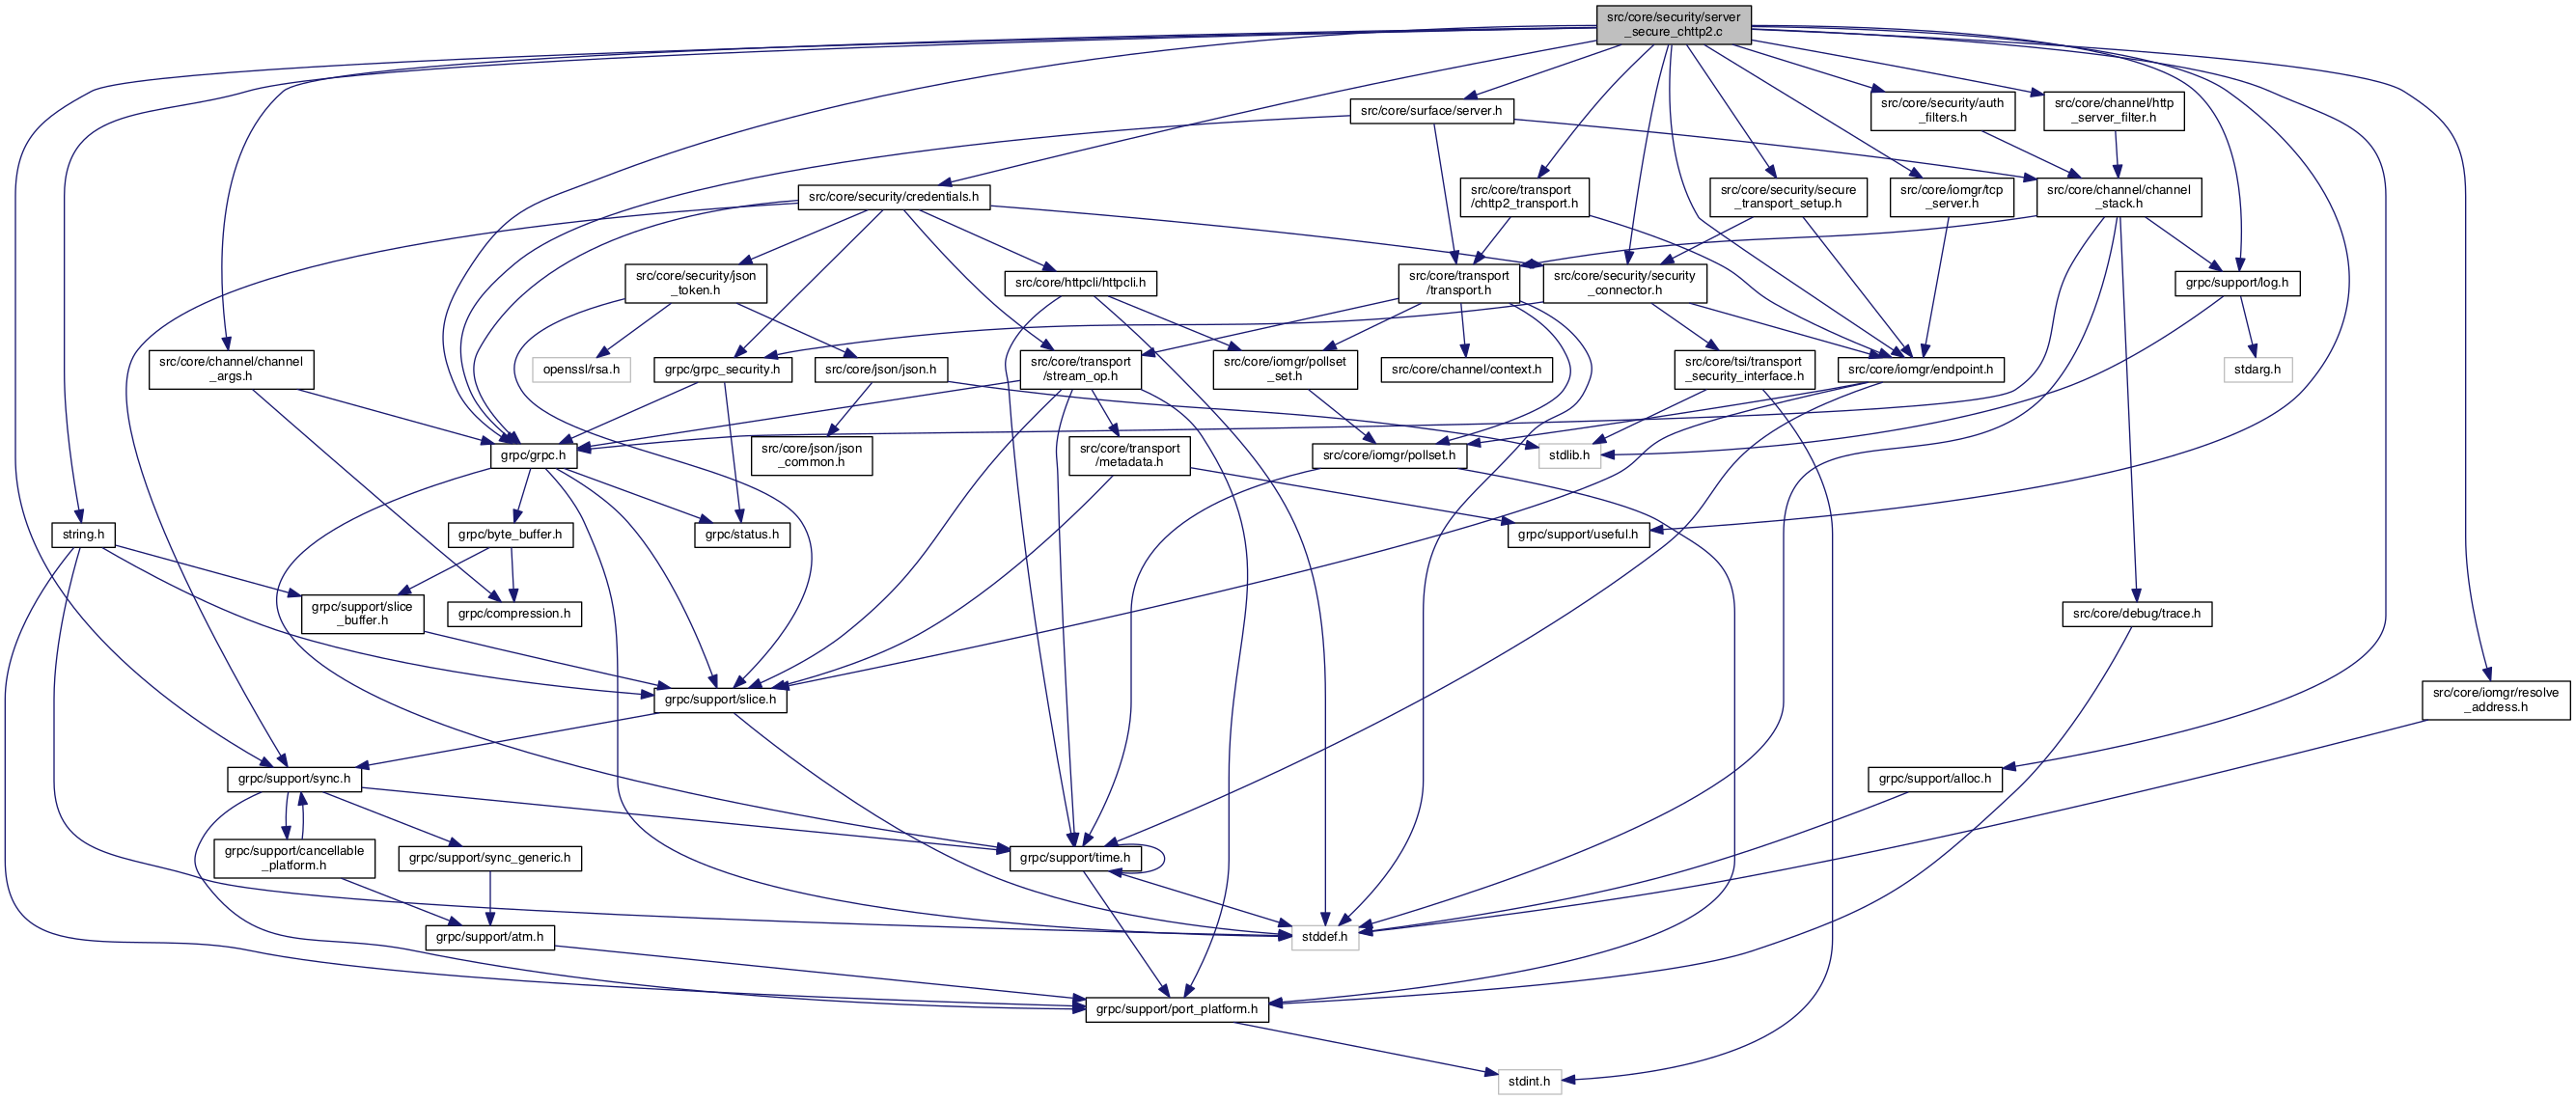 src/core/security/server
_secure_chttp2.c
src/core/surface/server.h
src/core/security/auth
_filters.h
src/core/channel/http
_server_filter.h
src/core/security/credentials.h
src/core/transport
/chttp2_transport.h
src/core/security/secure
_transport_setup.h
src/core/iomgr/tcp
_server.h
src/core/channel/channel
_stack.h
src/core/security/json
_token.h
src/core/httpcli/httpcli.h
src/core/transport
/transport.h
src/core/security/security
_connector.h
grpc/support/log.h
src/core/channel/channel
_args.h
openssl/rsa.h
grpc/grpc_security.h
src/core/json/json.h
src/core/transport
/stream_op.h
src/core/iomgr/pollset
_set.h
src/core/channel/context.h
src/core/tsi/transport
_security_interface.h
src/core/iomgr/endpoint.h
stdarg.h
grpc/grpc.h
src/core/json/json
_common.h
src/core/transport
/metadata.h
src/core/iomgr/pollset.h
stdlib.h
string.h
grpc/byte_buffer.h
grpc/status.h
grpc/support/useful.h
grpc/support/slice
_buffer.h
grpc/compression.h
src/core/debug/trace.h
grpc/support/slice.h
src/core/iomgr/resolve
_address.h
grpc/support/sync.h
grpc/support/alloc.h
grpc/support/cancellable
_platform.h
grpc/support/sync_generic.h
grpc/support/time.h
grpc/support/atm.h
stddef.h
grpc/support/port_platform.h
stdint.h